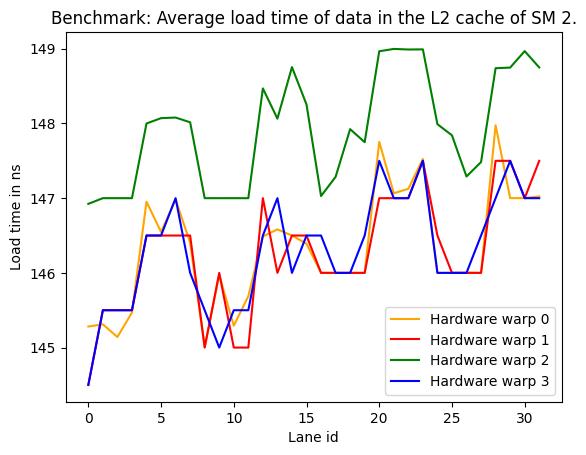 Benchmark: Average load time of data in the L2 cache of SM 2.
Load time in ns
149
148
147
146
145
Hardware warp 0
Hardware warp 1
Hardware warp 2
Hardware warp 3
0 5 10 15 20 25 30
Lane id